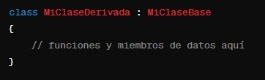 class MiClaseDerivada : MiClaseBase
{
// funciones y miembros de datos aquí
}